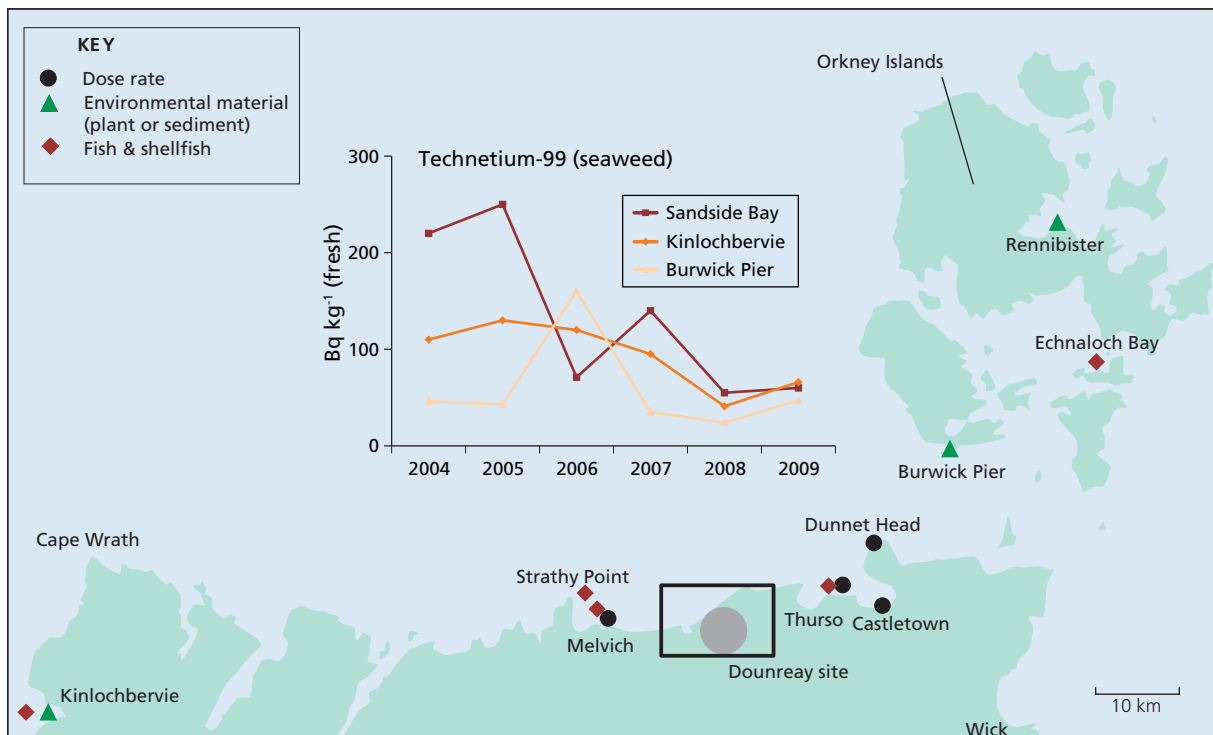 KEY
Dose rate
Environmental material
(plant or sediment)
Fish & shellfish
Orkney Islands
Technetium-99 (seaweed)
Bq kg-1 (fresh)
300
200
100
0
2004 2005 2006 2007 2008 2009
Sandside Bay
Kinlochbervie
Burwick Pier
Rennibister
Echnaloch Bay
Burwick Pier
Dunnet Head
Cape Wrath
Strathy Point
Thurso
Castletown
Melvich
Dounreay site
Kinlochbervie
10 km
Wick